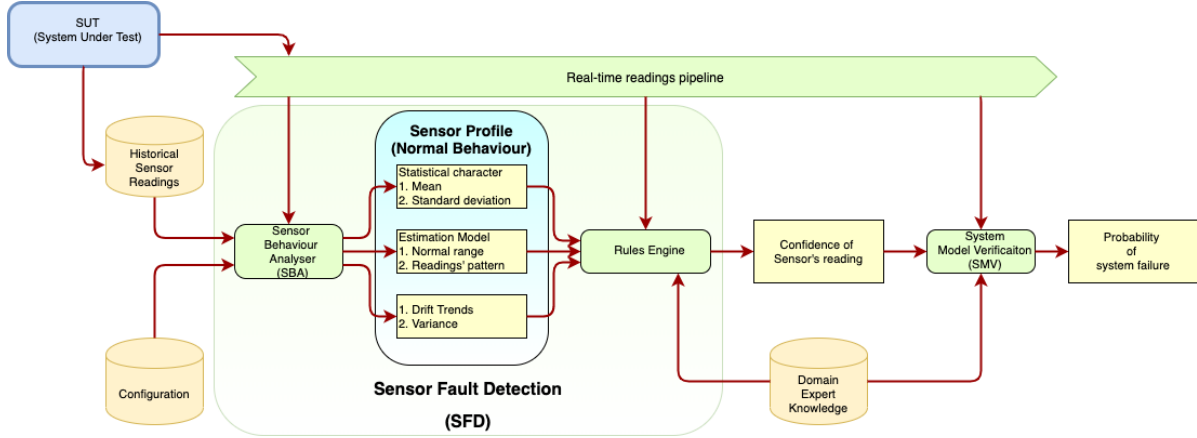 SUT
(System Under Test)
Real-time readings pipeline
Historical
Sensor
Readings
Sensor Profile
(Normal Behaviour)
Statistical character
1. Mean
2. Standard deviation
Sensor
Behaviour
Analyser
(SBA)
Estimation Model
1. Normal range
2. Readings' pattern
Rules Engine
Confidence of
Sensor's reading
System
Model Verificaiton
(SMV)
Probability
of
system failure
1. Drift Trends
2. Variance
Configuration
Sensor Fault Detection
(SFD)
Domain
Expert
Knowledge